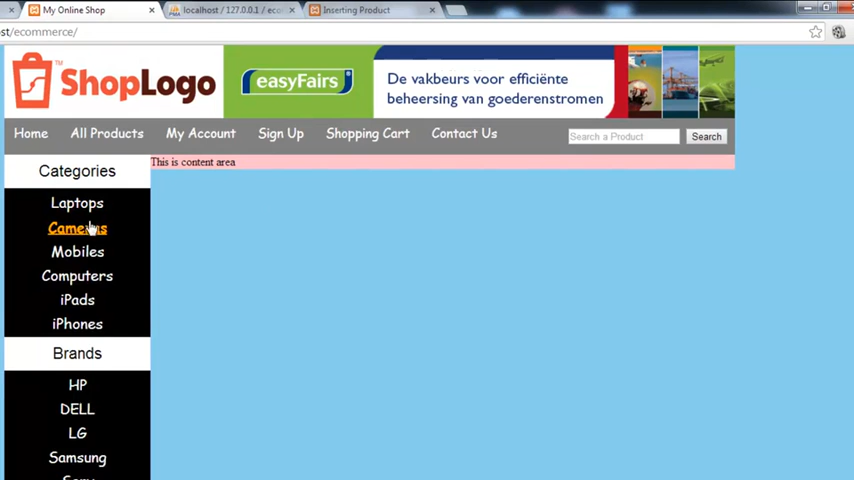 My Online Shop
localhost / 127.0.0.1 / eco
Inserting Product
st/ecommerce/
ShopLogo
TM
easyFairs
De vakbeurs voor efficiënte
beheersing van goederenstromen
Home All Products My Account Sign Up Shopping Cart Contact Us Search a Product Search
Categories
This is content area
Laptops
Cameras
Mobiles
Computers
iPads
iPhones
Brands
HP
DELL
LG
Samsung
Sony